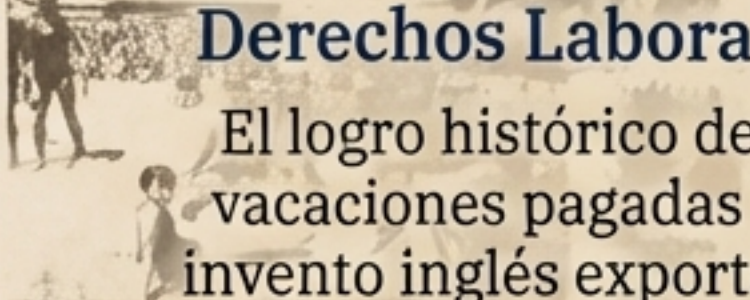 Derechos Labora
El logro histórico de
vacaciones pagadas
invento inglés export